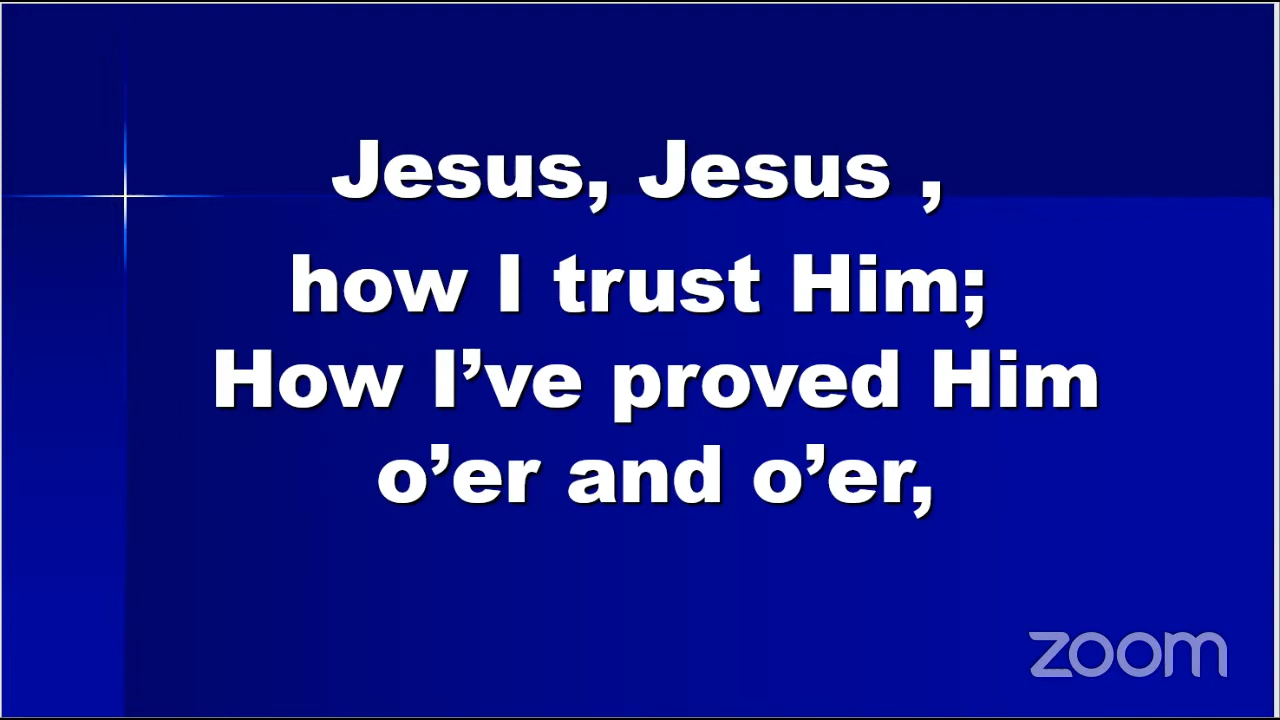 Jesus, Jesus ,
how I trust Him;
How I’ve proved Him
o’er and o’er,
zoom